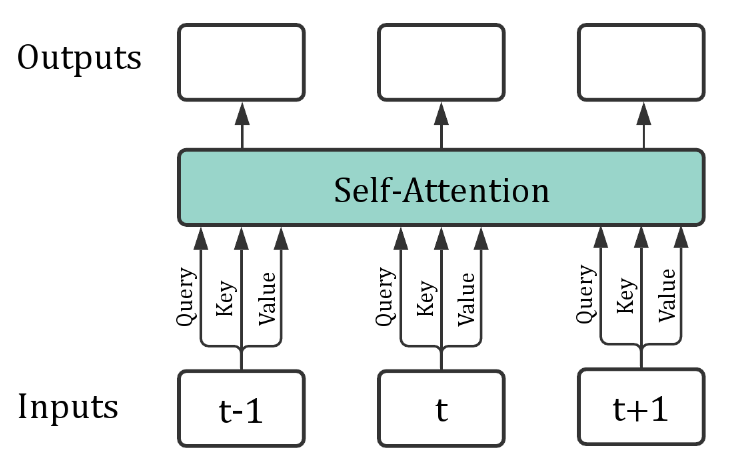 Outputs
Self-Attention
Query
Key
Value
Query
Key
Value
Query
Key
Value
Inputs
t-1
t
t+1